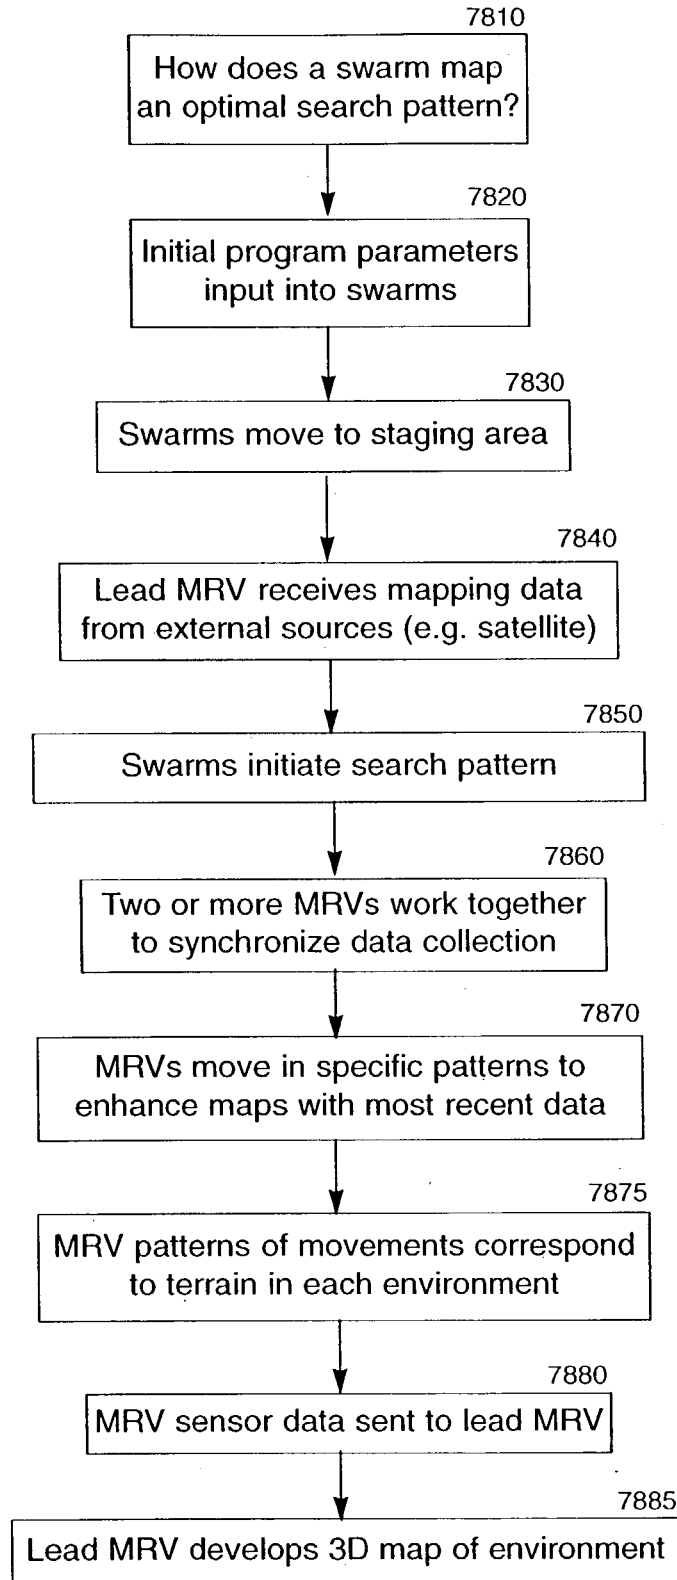 7810
How does a swarm map
an optimal search pattern?
7820
Initial program parameters
input into swarms
7830
Swarms move to staging area
7840
Lead MRV receives mapping data
from external sources (e.g. satellite)
7850
Swarms initiate search pattern
7860
Two or more MRVs work together
to synchronize data collection
7870
MRVs move in specific patterns to
enhance maps with most recent data
7875
MRV patterns of movements correspond
to terrain in each environment
7880
MRV sensor data sent to lead MRV
7885
Lead MRV develops 3D map of environment